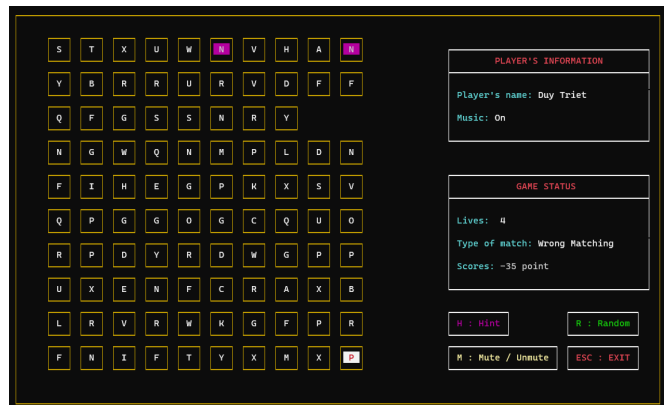 S T X U W N V H A N
PLAYER'S INFORMATION
Y B R R U R V D F F
Player's name: Duy Triet
Q F G S S N R Y
Music: On
N G W Q N M P L D N
F I H E G P K X S V
GAME STATUS
Q P G G O G C Q U O
Lives: 4
Type of match: Wrong Matching
R P D Y R D W G P P
Scores: -35 point
U X E N F C R A X B
L R V R W K G F P R
H : Hint R : Random
F N I F T Y X M X P
M : Mute / Unmute ESC : EXIT